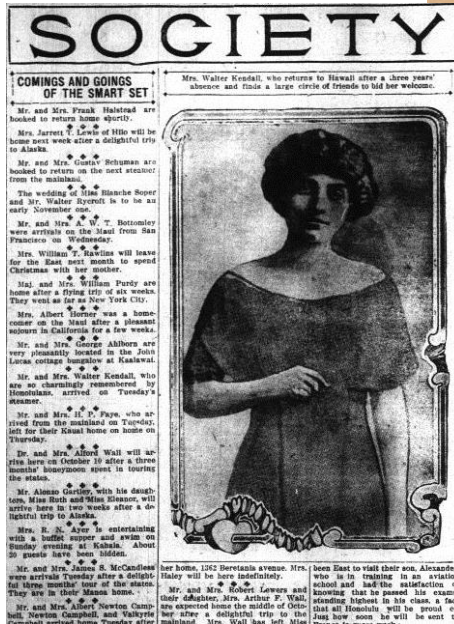 SOCIETY
COMINGS AND GOINGS
OF THE SMART SET
Mr. and Mrs. Frank Halstead are
booked to return home shortly.
Mrs. Jarrett T. Lewis of Hilo will be
home next week after a delightful trip
to Alaska.
Mr. and Mrs. Gustav Schuman are
booked to return on the next steamer
from the mainland.
The wedding of Miss Blanche Soper
and Mr. Walter Rycroft is to be an
early November one.
Mr. and Mrs. A. W. T. Bottomley
were arrivals on the Maui from San
Francisco on Wednesday.
Mrs. William T. Rawlins will leave
for the East next month to spend
Christmas with her mother.
Maj. and Mrs. William Purdy are
home after a flying trip of six weeks.
They went as far as New York City.
Mrs. Albert Horner was a home-
comer on the Maui after a pleasant
sojourn in California for a few weeks.
Mr. and Mrs. George Ahlborn are
very pleasantly located in the John
Lucas cottage bungalow at Kaalawai.
Mr. and Mrs. Walter Kendall, who
are so charmingly remembered by
Honolulans, arrived on Tuesday's
steamer.
Mr. and Mrs. H. P. Faye, who ar-
rived from the mainland on Tuesday,
left for their Kauai home on home on
Thursday.
Dr. and Mrs. Alford Wall will ar-
rive here on October 10 after a three
months' honeymoon spent in touring
the states.
Mr. Alonzo Gartley, with his daugh-
ters, Miss Ruth and Miss Eleanor, will
arrive here in two weeks after a de-
lightful trip to Alaska.
Mrs. E. N. Ayer is entertaining
with a buffet supper and swim on
Sunday evening at Kahala. About
20 guests have been bidden.
Mr. and Mrs. James S. McCandless
were arrivals Tuesday after a delight-
ful three months' tour of the states.
They are in their Manoa home.
Mr. and Mrs. Albert Newton Camp-
bell, Newton Campbell, and Valkyrie
Campbell arrived home Tuesday after
Mrs. Walter Kendall, who returns to Hawaii after a three years'
absence and finds a large circle of friends to bid her welcome.
her home, 1362 Beretania avenue. Mrs.
Haley will be here indefinitely.
Mr. and Mrs. Robert Lewers and
their daughter, Mrs. Arthur F. Wall,
are expected home the middle of Octo-
ber after a delightful trip to the
mainland. Mrs. Wall has left Miss
been East to visit their son, Alexande
who is in training in an aviatio
school and had the satisfaction
knowing that he passed his exam
standing highest in his class, a fac
that all Honolulu will be proud
Just how soon he will be sent